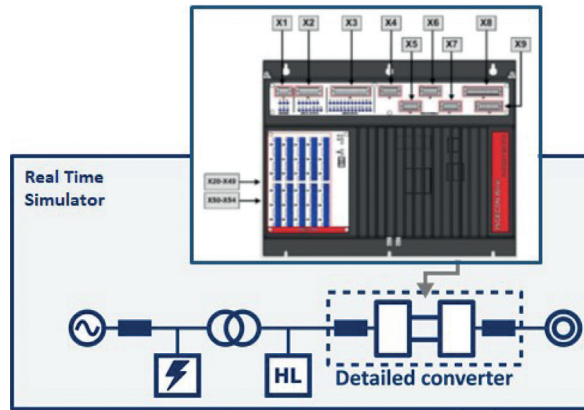 X1
X2
X3
X4
X6
X8
X5
X7
X9
X20-X49
X50-X54
Real Time
Simulator
HL
Detailed converter